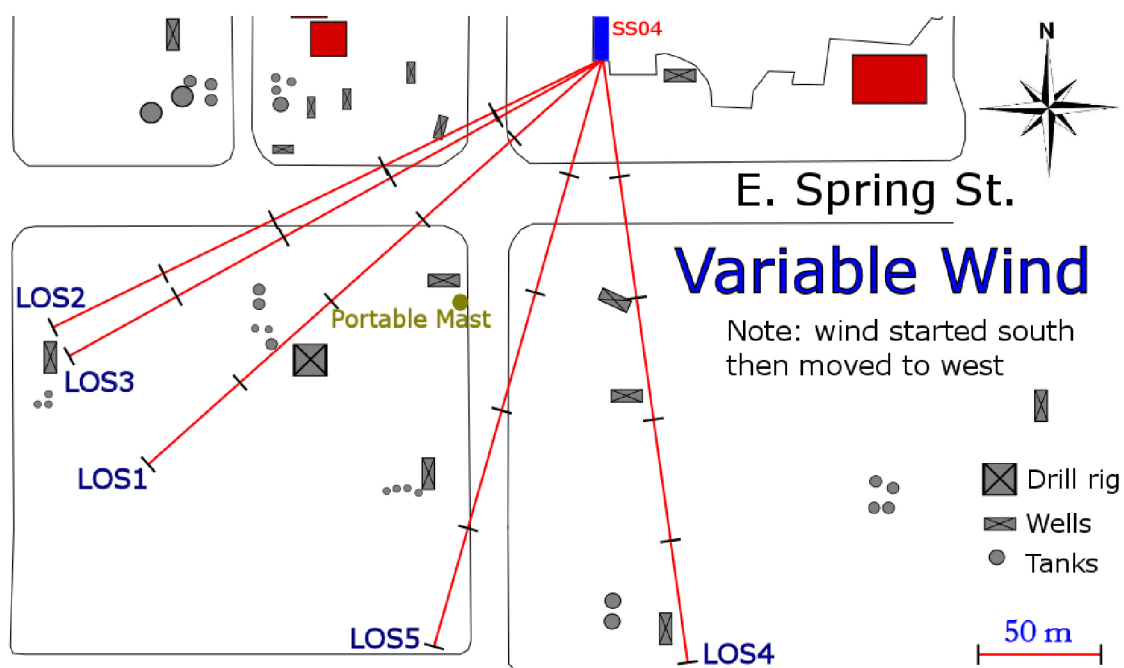 SS04
N
E. Spring St.
Variable Wind
LOS2
Portable Mast
Note: wind started south
then moved to west
LOS3
LOS1
Drill rig
Wells
Tanks
LOS5
LOS4
50 m